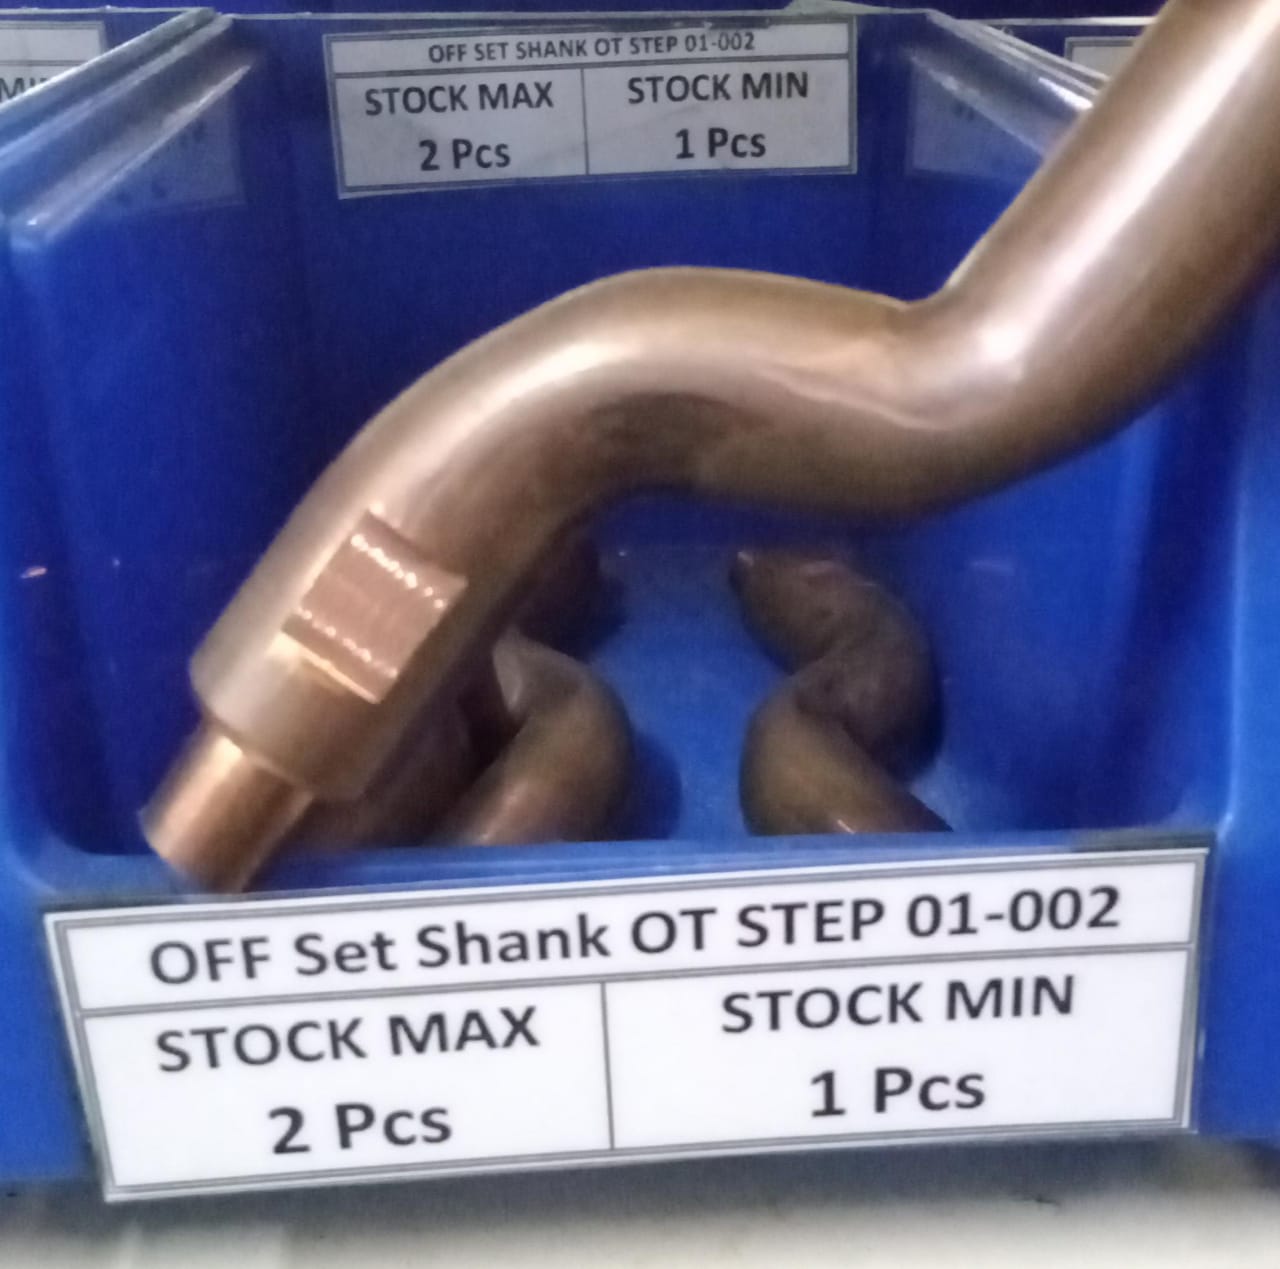 OFF SET SHANK OT STEP 01-002
STOCK MAX
STOCK MIN
2 Pcs
1 Pcs
OFF Set Shank OT STEP 01-002
STOCK MAX
STOCK MIN
2 Pcs
1 Pcs